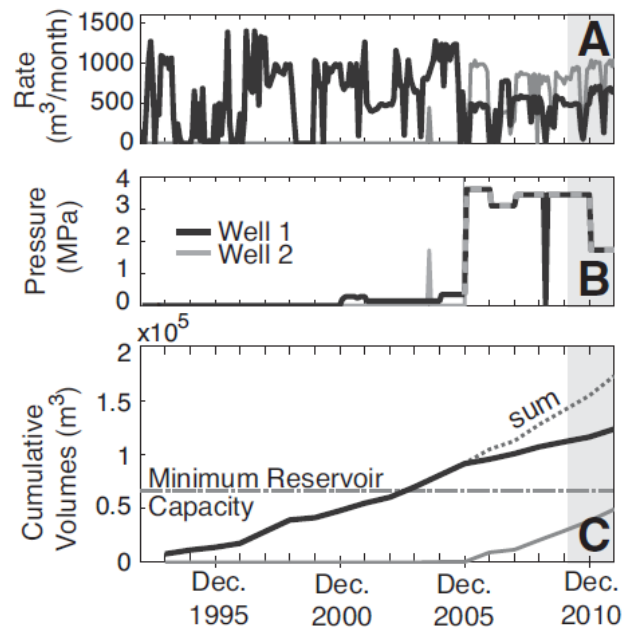 1500
1000
500
0
Rate
(m³/month)
A
4
3
2
1
0
Pressure
(MPa)
Well 1
Well 2
B
x10⁵
2
1.5
1
0.5
0
Cumulative
Volumes (m³)
sum
Minimum Reservoir
Capacity
C
Dec.
1995
Dec.
2000
Dec.
2005
Dec.
2010